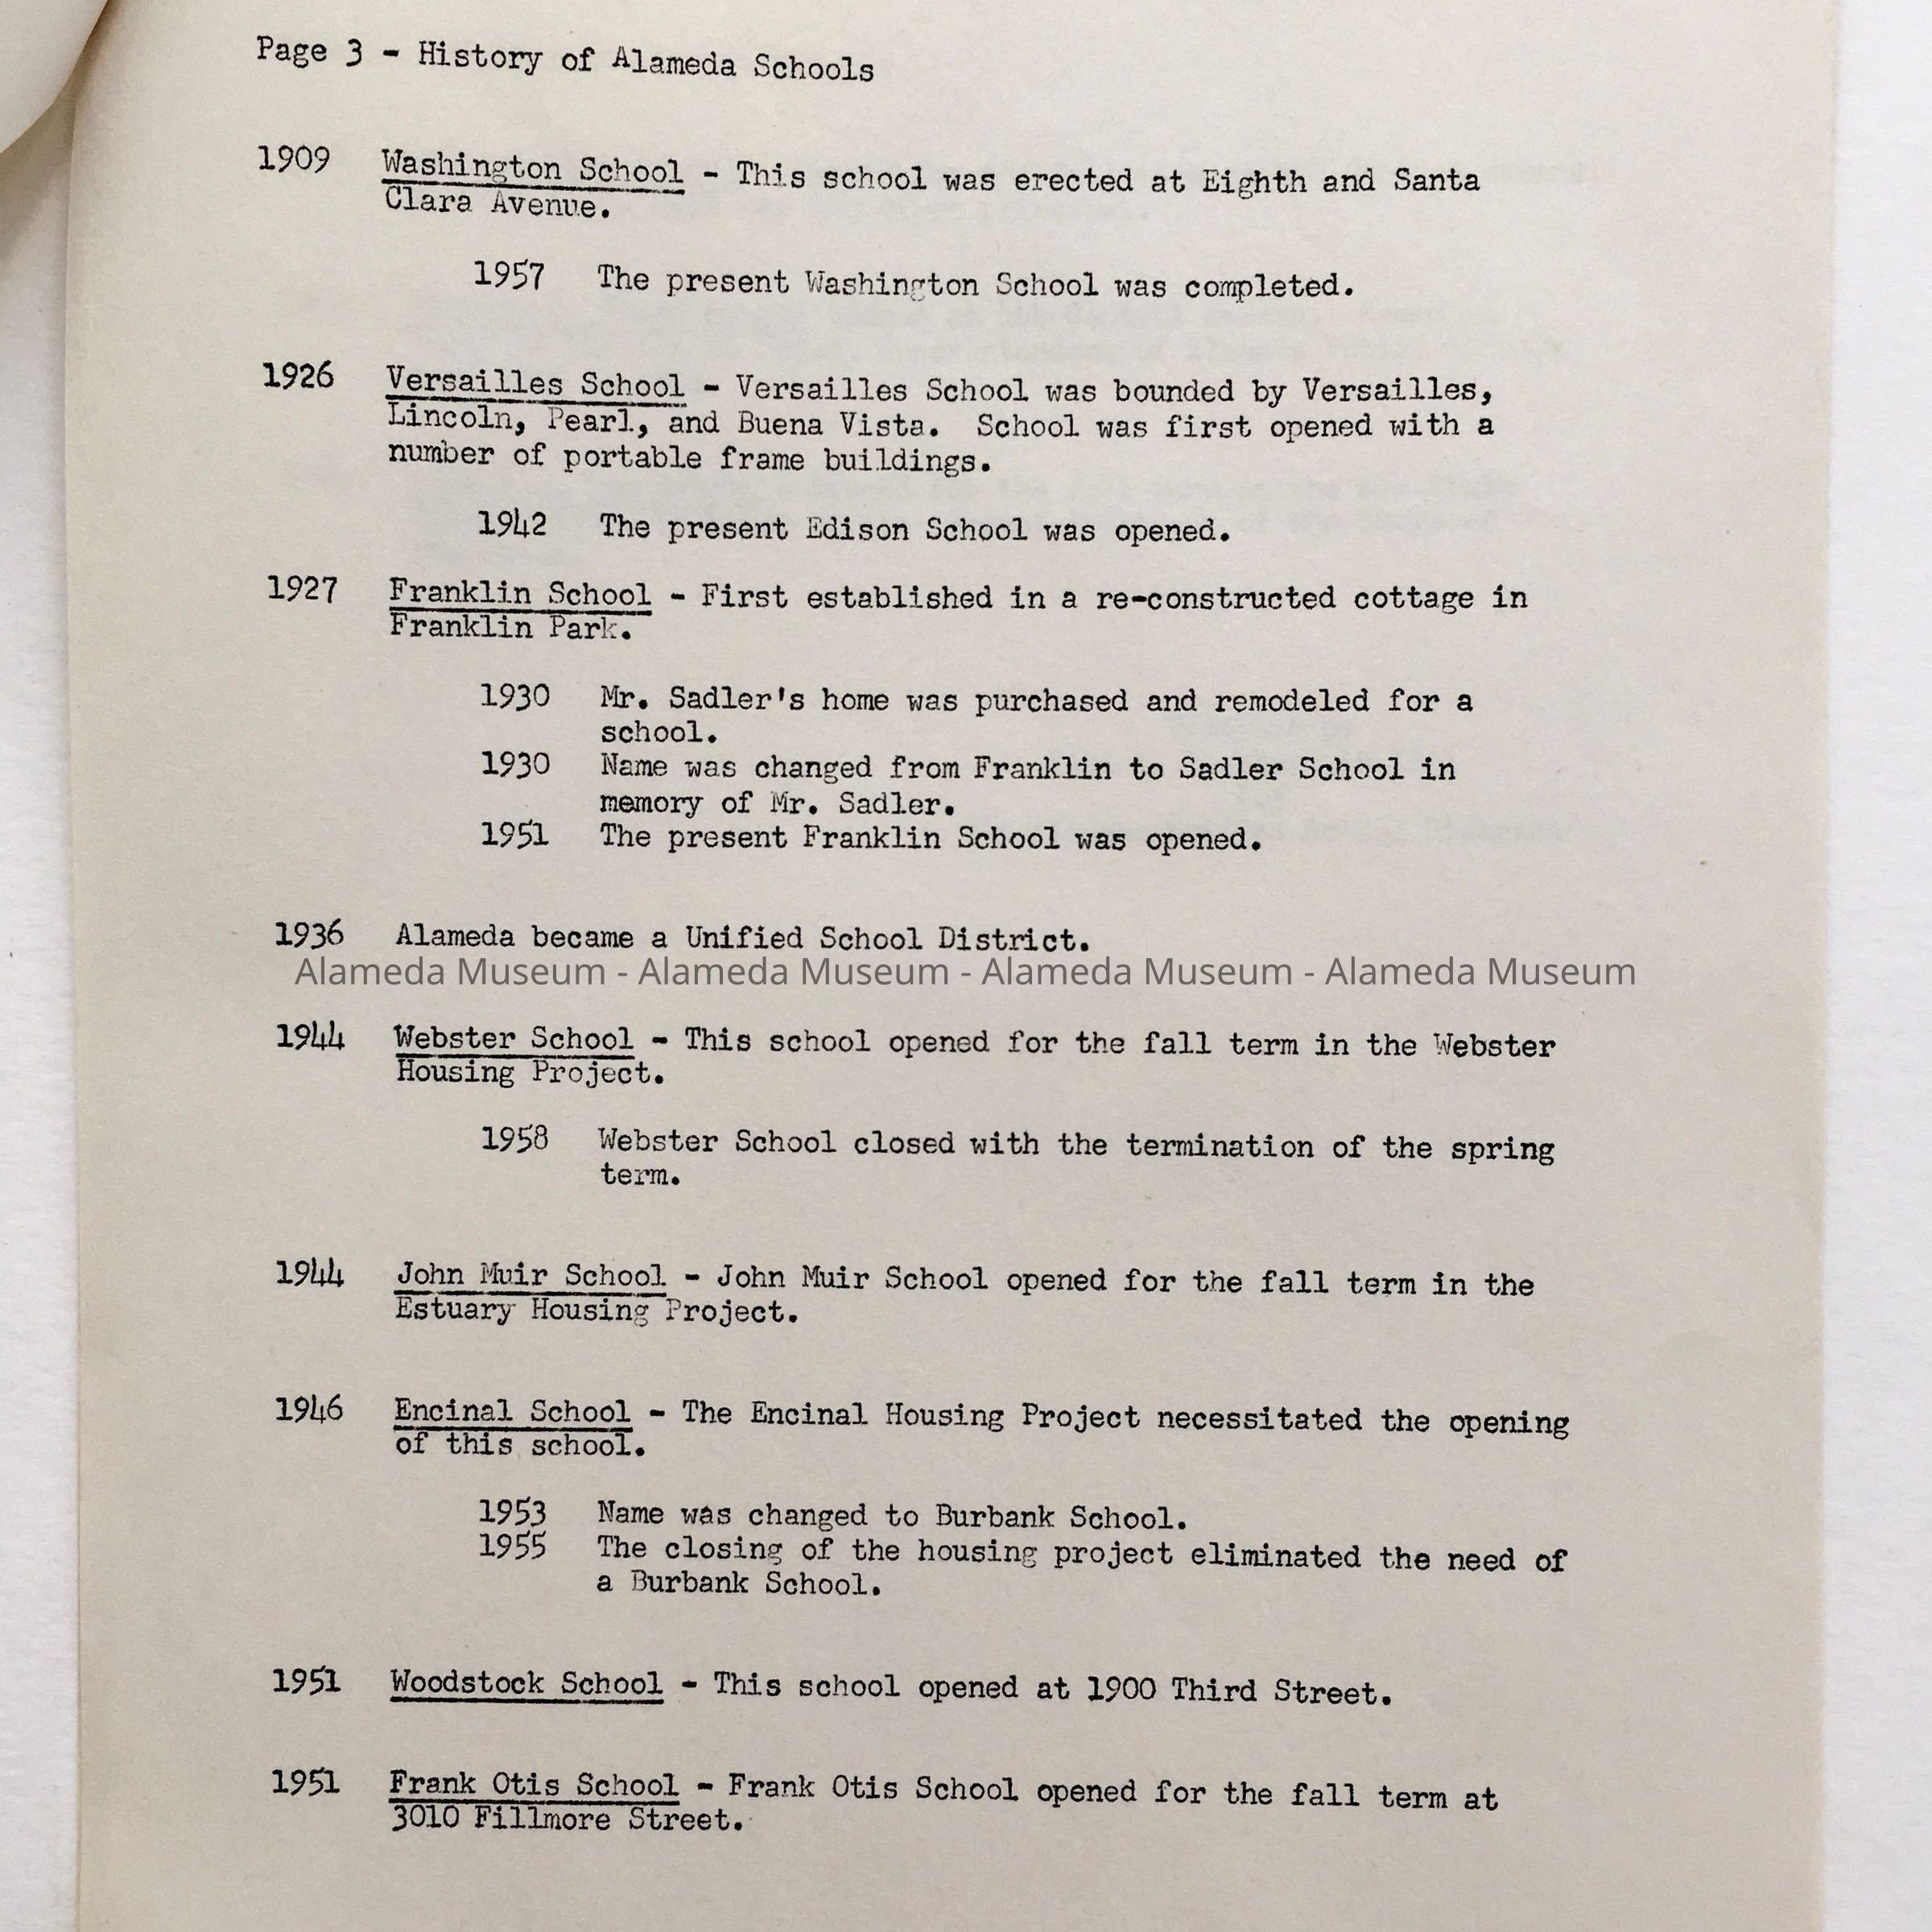 Page 3 - History of Alameda Schools
1909 Washington School - This school was erected at Eighth and Santa
Clara Avenue.
1957 The present Washington School was completed.
1926 Versailles School - Versailles School was bounded by Versailles,
Lincoln, Pearl, and Buena Vista. School was first opened with a
number of portable frame buildings.
1942 The present Edison School was opened.
1927 Franklin School - First established in a re-constructed cottage in
Franklin Park.
1930 Mr. Sadler's home was purchased and remodeled for a
school.
1930 Name was changed from Franklin to Sadler School in
memory of Mr. Sadler.
1951 The present Franklin School was opened.
1936 Alameda became a Unified School District.
Alameda Museum - Alameda Museum - Alameda Museum - Alameda Museum
1944 Webster School - This school opened for the fall term in the Webster
Housing Project.
1958 Webster School closed with the termination of the spring
term.
1944 John Muir School - John Muir School opened for the fall term in the
Estuary Housing Project.
1946 Encinal School - The Encinal Housing Project necessitated the opening
of this school.
1953 Name was changed to Burbank School.
1955 The closing of the housing project eliminated the need of
a Burbank School.
1951 Woodstock School - This school opened at 1900 Third Street.
1951 Frank Otis School - Frank Otis School opened for the fall term at
3010 Fillmore Street.